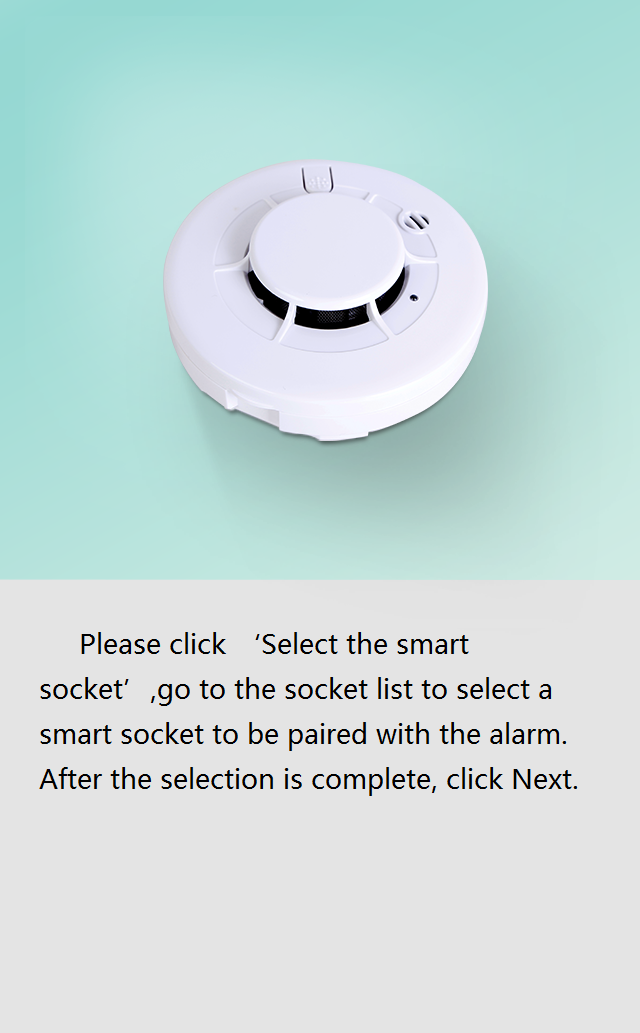 Please click ‘Select the smart
socket’ ,go to the socket list to select a
smart socket to be paired with the alarm.
After the selection is complete, click Next.